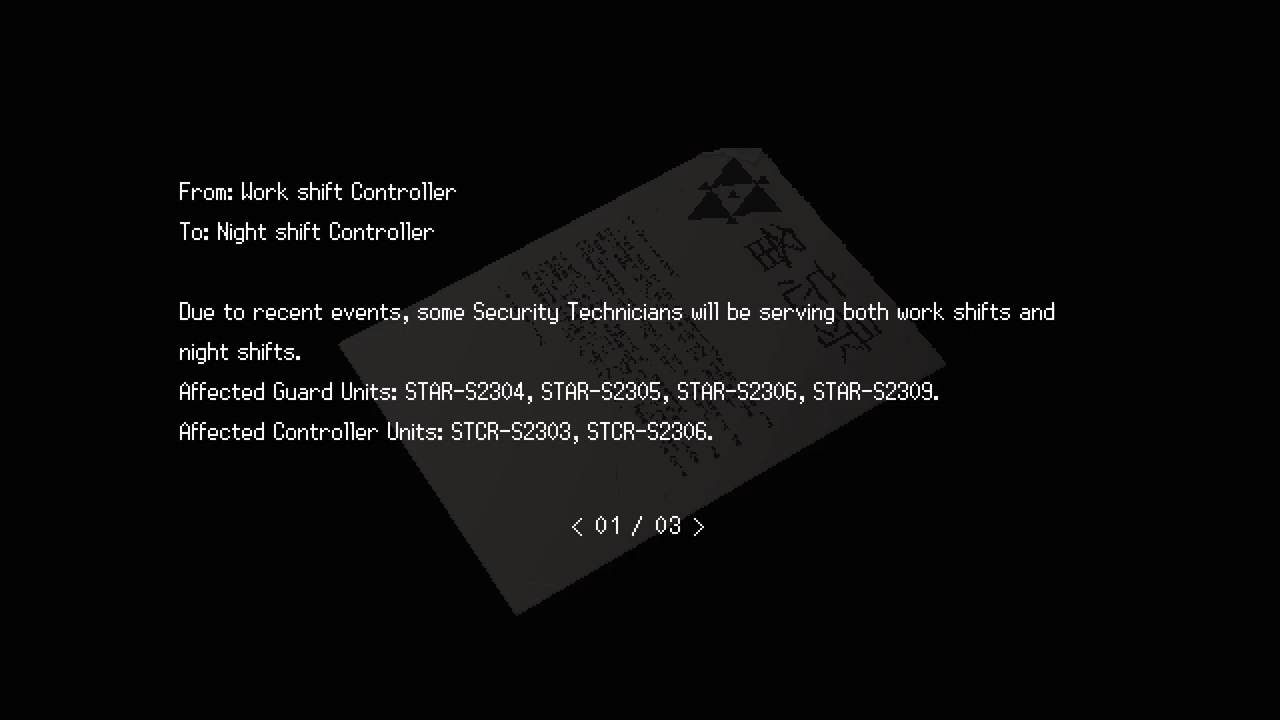 From: Work shift Controller
To: Night shift Controller
Due to recent events, some Security Technicians will be serving both work shifts and
night shifts.
Affected Guard Units: STAR-S2304, STAR-S2305, STAR-S2306, STAR-S2309.
Affected Controller Units: STCR-S2303, STCR-S2306.
< 01 / 03 >